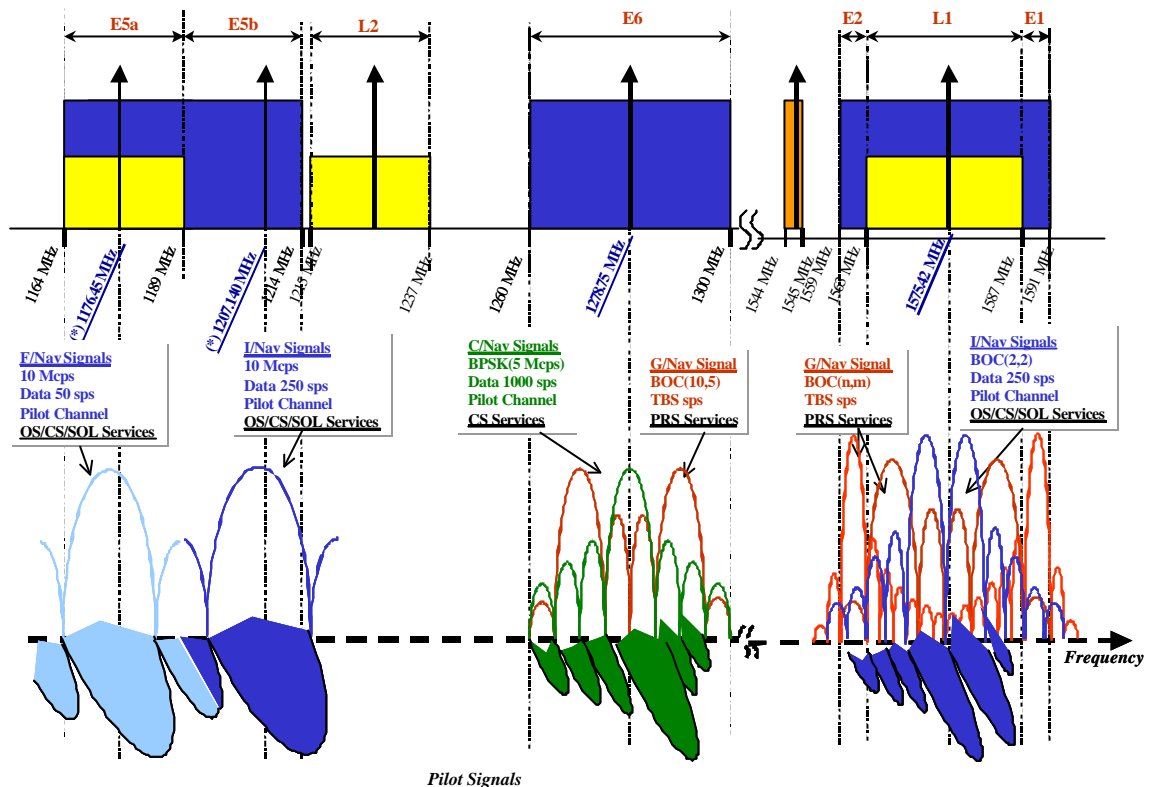 E5a E5b L2 E6 E2 L1 E1
1164 MHz
(*) 1176.45 MHz
1189 MHz
(*) 1207.140 MHz
1214 MHz
1215 MHz
1237 MHz
1260 MHz
1278.75 MHz
1300 MHz
1544 MHz
1545 MHz
1559 MHz
1563 MHz
1575.42 MHz
1587 MHz
1591 MHz
F/Nav Signals
10 Mcps
Data 50 sps
Pilot Channel
OS/CS/SOL Services
I/Nav Signals
10 Mcps
Data 250 sps
Pilot Channel
OS/CS/SOL Services
C/Nav Signals
BPSK(5 Mcps)
Data 1000 sps
Pilot Channel
CS Services
G/Nav Signal
BOC(10,5)
TBS sps
PRS Services
G/Nav Signal
BOC(n,m)
TBS sps
PRS Services
I/Nav Signals
BOC(2,2)
Data 250 sps
Pilot Channel
OS/CS/SOL Services
Frequency
Pilot Signals